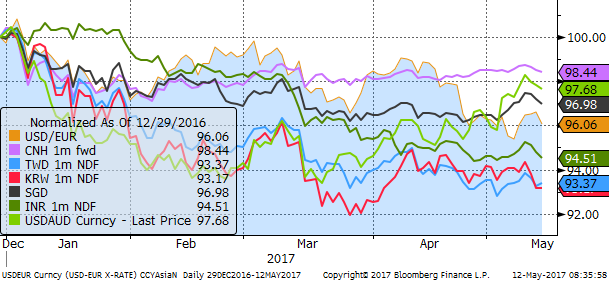 100.00
98.44
97.68
96.98
96.06
94.51
94.00
93.37
92.00
Normalized As Of 12/29/2016
USD/EUR 96.06
CNH 1m fwd 98.44
TWD 1m NDF 93.37
KRW 1m NDF 93.17
SGD 96.98
INR 1m NDF 94.51
USDAUD Curncy - Last Price 97.68
Dec Jan Feb Mar Apr May
2017
USDEUR Curncy (USD-EUR X-RATE) CCYAsiaN Daily 29DEC2016-12MAY2017 Copyright© 2017 Bloomberg Finance L.P. 12-May-2017 08:35:58